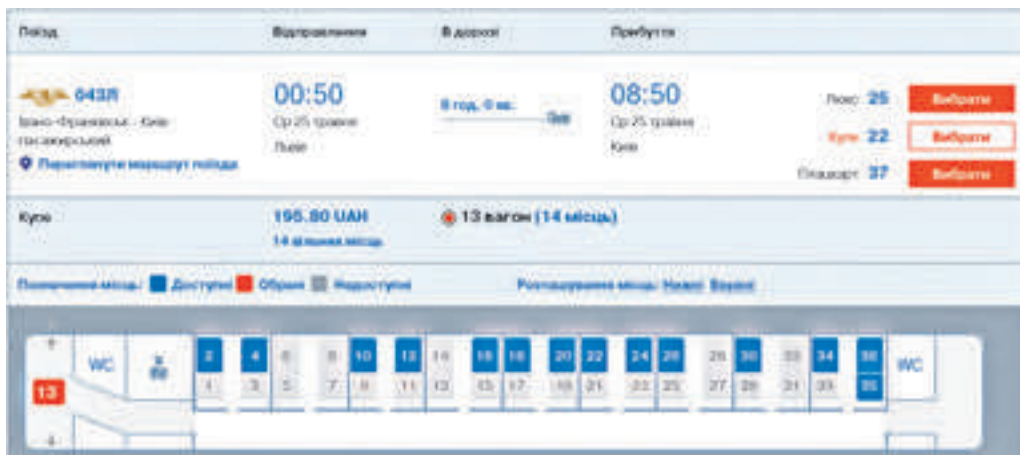 Поїзд Відправлення В дорозі Прибуття
043Л 00:50 8 год. 0 хв. 08:50 Люкс 25 Вибрати
Івано-Франківськ - Київ Ср 25 травня Ср 25 травня Купе 22 Вибрати
пасажирський Львів Київ
Переглянути маршрут поїзда Плацкарт 37 Вибрати
Купе 195.80 UAH 13 вагон (14 місць)
14 вільних місць
Позначення місць: Доступні Обрані Недоступні Розташування місць: Нижні Верхні
2 4 6 8 10 12 14 16 18 20 22 24 26 28 30 32 34 36
WC WC
13 1 3 5 7 9 11 13 15 17 19 21 23 25 27 29 31 33 35